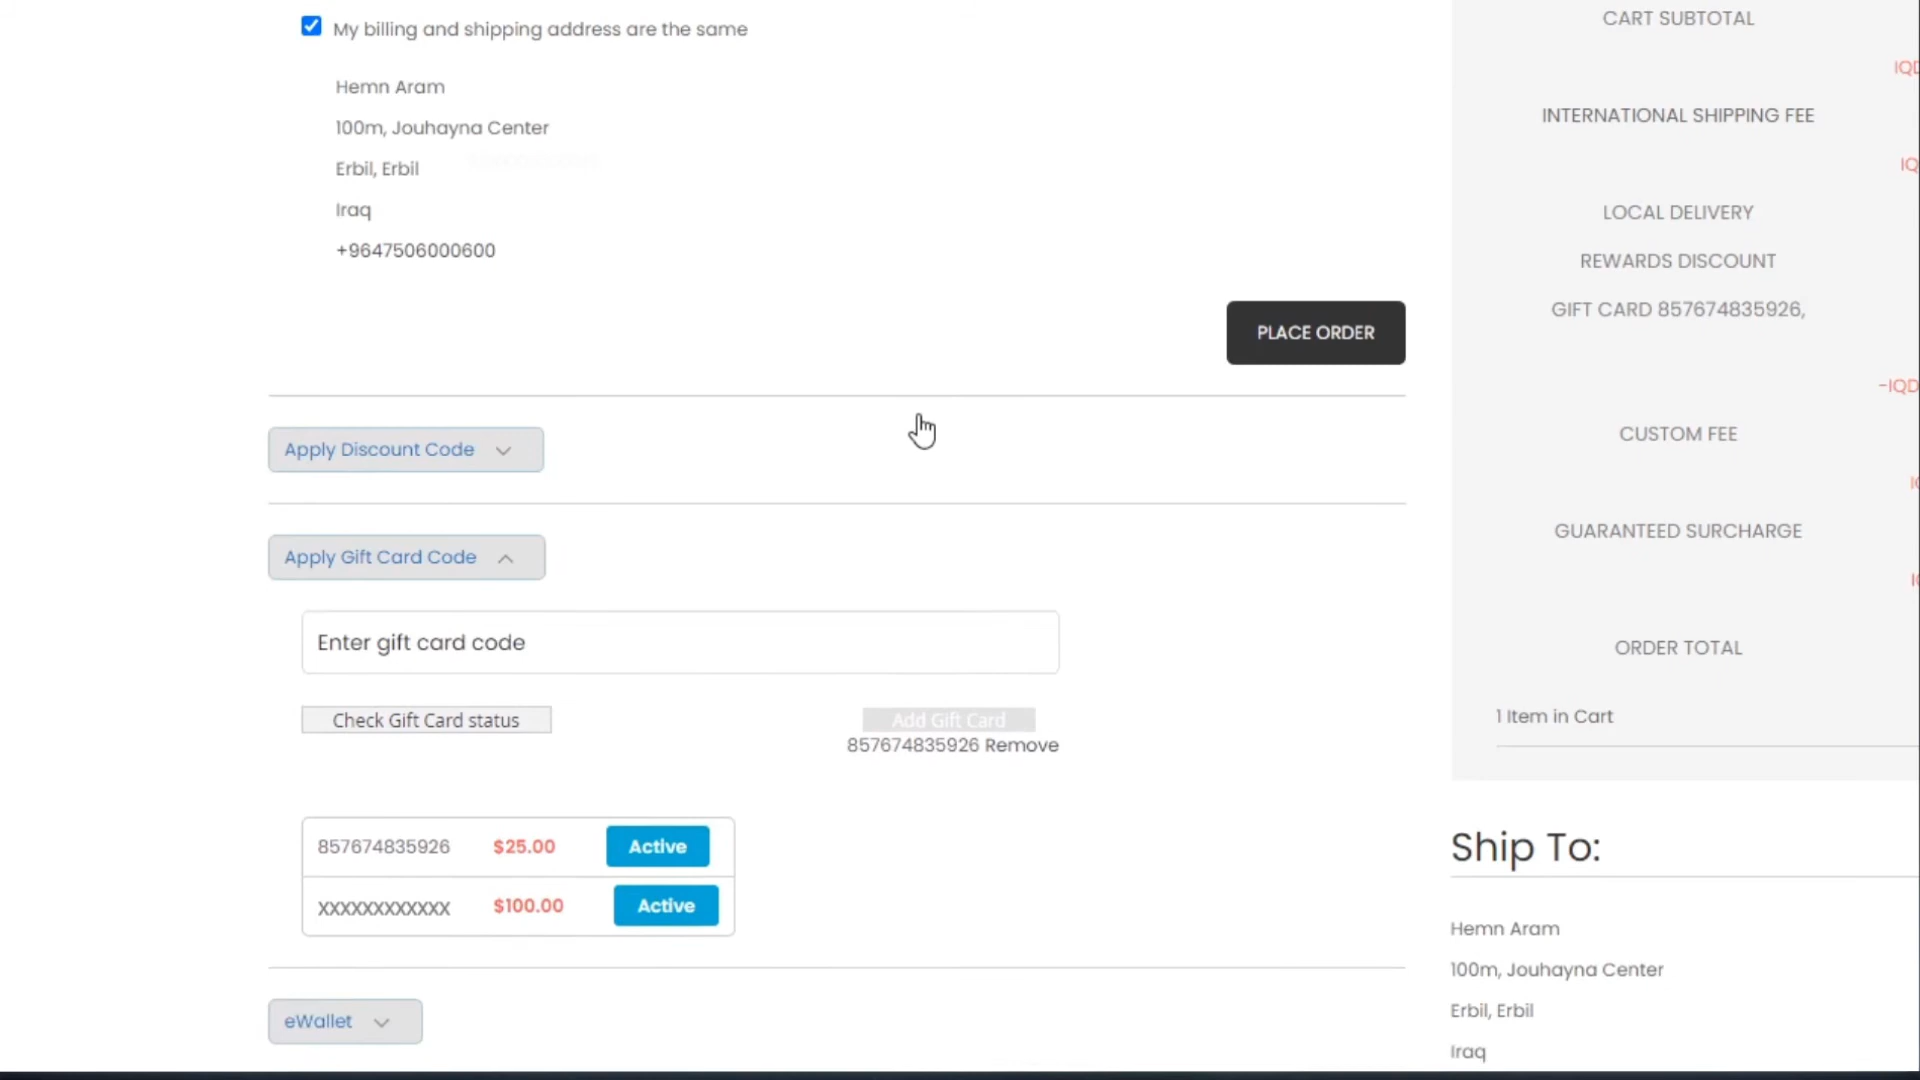 My billing and shipping address are the same
Hemn Aram
100m, Jouhayna Center
Erbil, Erbil
Iraq
+9647506000600
PLACE ORDER
Apply Discount Code
Apply Gift Card Code
Enter gift card code
Check Gift Card status
Add Gift Card
857674835926 Remove
857674835926 $25.00 Active
XXXXXXXXXXXX $100.00 Active
eWallet
CART SUBTOTAL
IQD
INTERNATIONAL SHIPPING FEE
LOCAL DELIVERY
REWARDS DISCOUNT
GIFT CARD 857674835926,
-IQD
CUSTOM FEE
GUARANTEED SURCHARGE
ORDER TOTAL
1 Item in Cart
Ship To:
Hemn Aram
100m, Jouhayna Center
Erbil, Erbil
Iraq